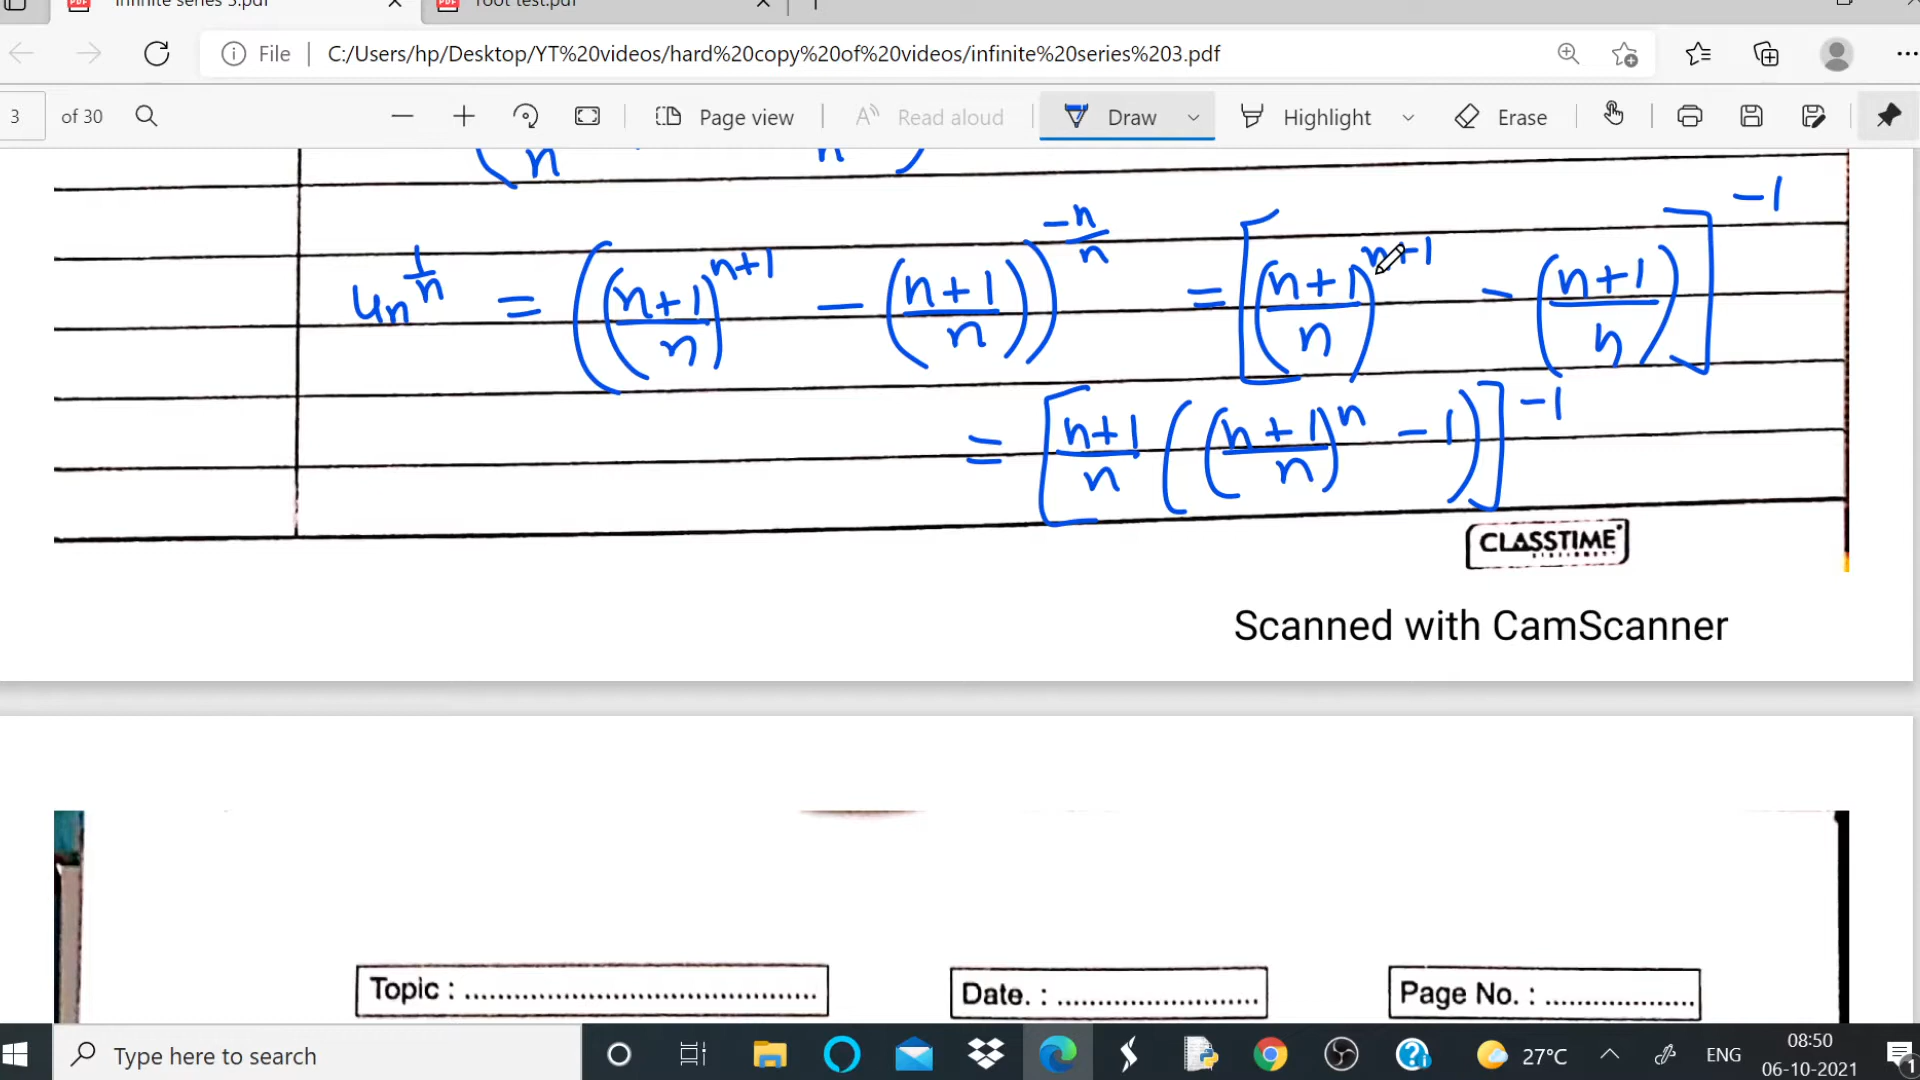 infinite series 3.pdf
root test.pdf
File
C:/Users/hp/Desktop/YT%20videos/hard%20copy%20of%20videos/infinite%20series%203.pdf
3 of 30
Page view
Read aloud
Draw
Highlight
Erase
n n
uₙ^(1/n) = (((n+1)/n)^(n+1) − ((n+1)/n))^(−n/n) = [((n+1)/n)^(n+1) − ((n+1)/n)]^(−1)
= [(n+1)/n (((n+1)/n)^n − 1)]^(−1)
CLASSTIME
Scanned with CamScanner
Topic : ..........................................
Date. : .........................
Page No. : ...................
Type here to search
27°C
ENG
08:50
06-10-2021
1